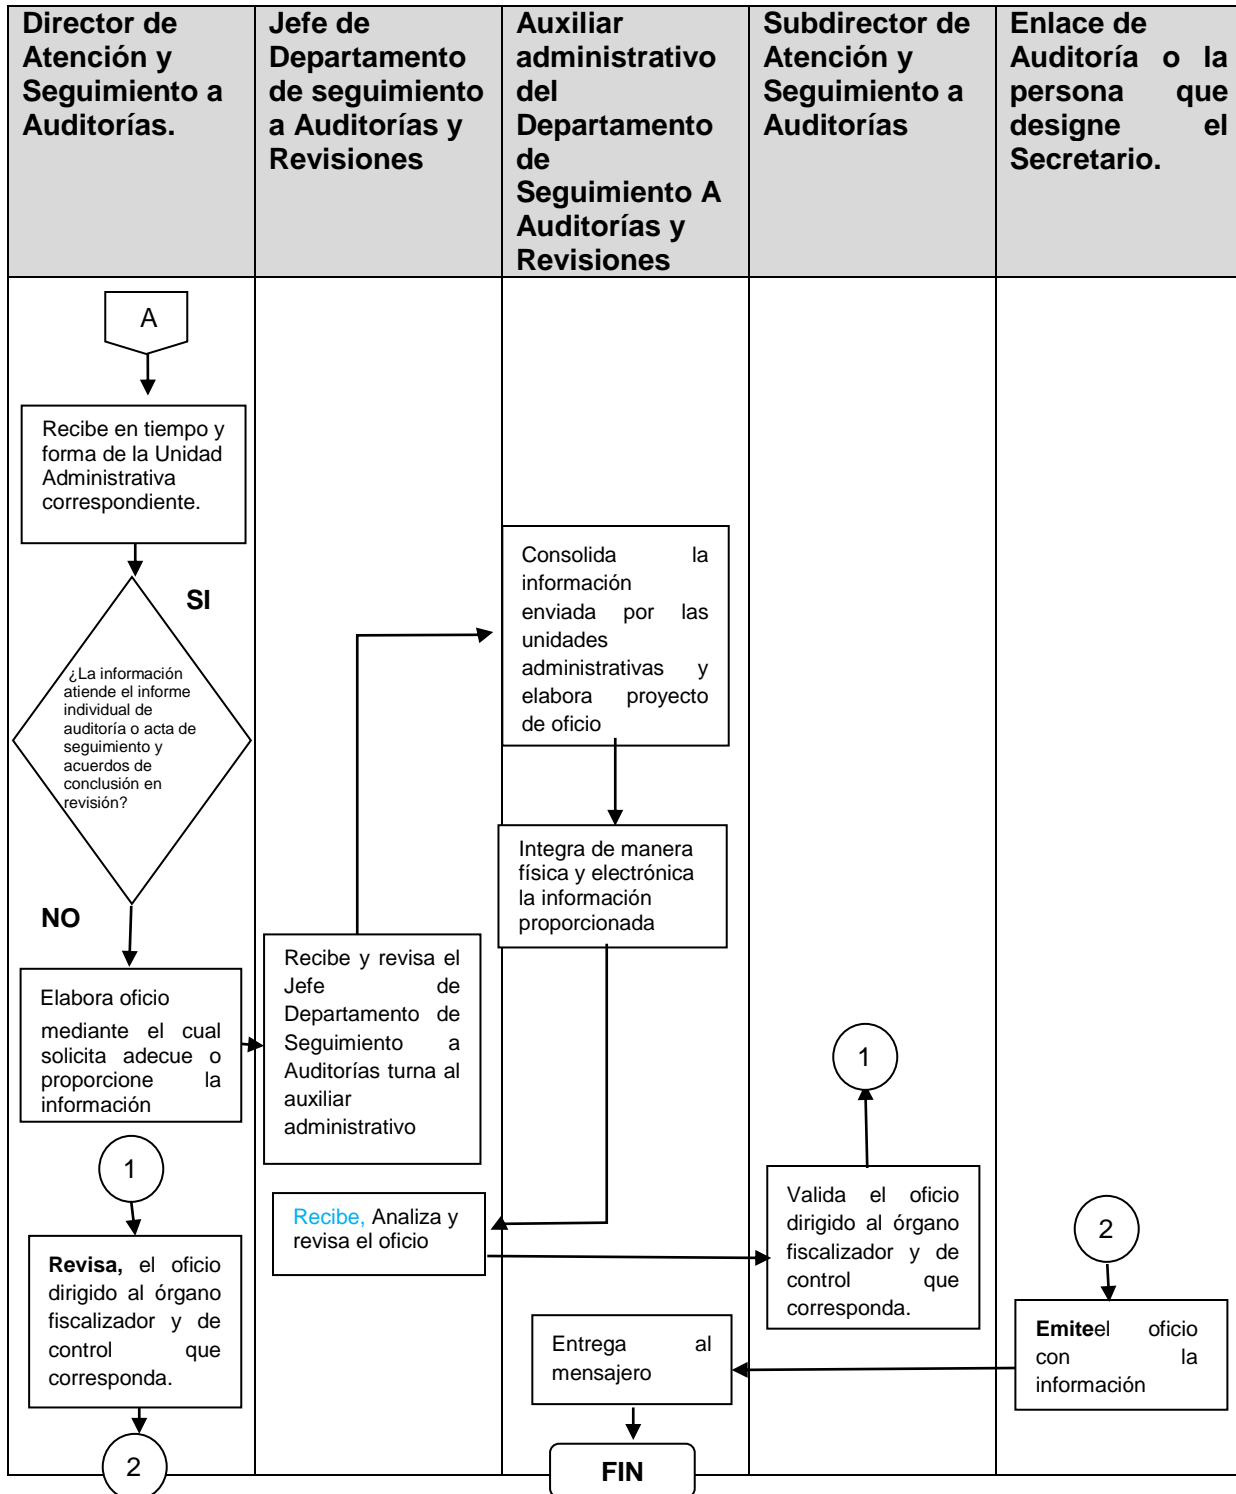 Director de
Atención y
Seguimiento a
Auditorías.
Jefe de
Departamento
de seguimiento
a Auditorías y
Revisiones
Auxiliar
administrativo
del
Departamento
de
Seguimiento A
Auditorías y
Revisiones
Subdirector de
Atención y
Seguimiento a
Auditorías
Enlace de
Auditoría o la
persona que
designe el
Secretario.
A
Recibe en tiempo y
forma de la Unidad
Administrativa
correspondiente.
SI
¿La información
atiende el informe
individual de
auditoría o acta de
seguimiento y
acuerdos de
conclusión en
revisión?
NO
Elabora oficio
mediante el cual
solicita adecue o
proporcione la
información
1
Revisa, el oficio
dirigido al órgano
fiscalizador y de
control que
corresponda.
2
Recibe y revisa el
Jefe de
Departamento de
Seguimiento a
Auditorías turna al
auxiliar
administrativo
Recibe, Analiza y
revisa el oficio
Consolida la
información
enviada por las
unidades
administrativas y
elabora proyecto
de oficio
Integra de manera
física y electrónica
la información
proporcionada
Entrega al
mensajero
FIN
1
Valida el oficio
dirigido al órgano
fiscalizador y de
control que
corresponda.
2
Emiteel oficio
con la
información